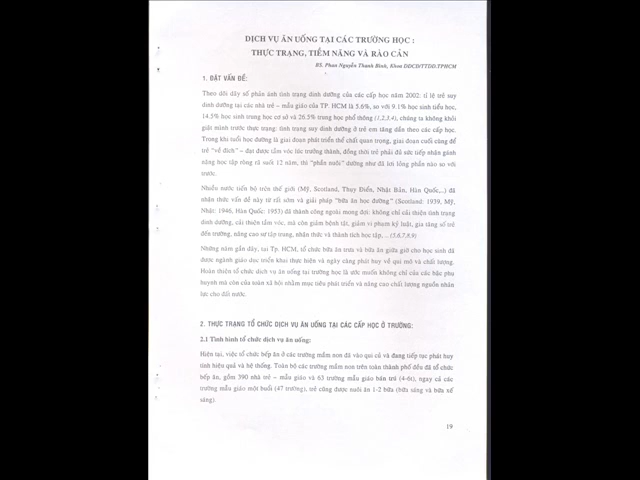 DỊCH VỤ ĂN UỐNG TẠI CÁC TRƯỜNG HỌC :
THỰC TRẠNG, TIỀM NĂNG VÀ RÀO CẢN
BS. Phan Nguyễn Thanh Bình, Khoa DDCĐ/TTDD.TPHCM
1. ĐẶT VẤN ĐỀ:
Theo dõi dãy số phản ánh tình trạng dinh dưỡng của các cấp học năm 2002: tỉ lệ trẻ suy
dinh dưỡng tại các nhà trẻ – mẫu giáo của TP. HCM là 5.6%, so với 9.1% học sinh tiểu học,
14.5% học sinh trung học cơ sở và 26.5% trung học phổ thông (1,2,3,4), chúng ta không khỏi
giật mình trước thực trạng: tình trạng suy dinh dưỡng ở trẻ em tăng dần theo các cấp học.
Trong khi tuổi học đường là giai đoạn phát triển thể chất quan trọng, giai đoạn cuối cùng để
trẻ "về đích" – đạt được tầm vóc lúc trưởng thành, đồng thời trẻ phải đủ sức tiếp nhận gánh
nặng học tập ròng rã suốt 12 năm, thì "phần nuôi" dường như đã lơi lỏng phần nào so với
trước.
Nhiều nước tiến bộ trên thế giới (Mỹ, Scotland, Thụy Điển, Nhật Bản, Hàn Quốc,..) đã
nhận thức vấn đề này từ rất sớm và giải pháp "bữa ăn học đường" (Scotland: 1939, Mỹ,
Nhật: 1946, Hàn Quốc: 1953) đã thành công ngoài mong đợi: không chỉ cải thiện tình trạng
dinh dưỡng, cải thiện tầm vóc, mà còn giảm bệnh tật, giảm vi phạm kỷ luật, gia tăng số trẻ
đến trường, nâng cao sự tập trung, nhận thức và thành tích học tập,... (5,6,7,8,9)
Những năm gần đây, tại Tp. HCM, tổ chức bữa ăn trưa và bữa ăn giữa giờ cho học sinh đã
được ngành giáo dục triển khai thực hiện và ngày càng phát huy về qui mô và chất lượng.
Hoàn thiện tổ chức dịch vụ ăn uống tại trường học là ước muốn không chỉ của các bậc phụ
huynh mà còn của toàn xã hội nhằm mục tiêu phát triển và nâng cao chất lượng nguồn nhân
lực cho đất nước.
2. THỰC TRẠNG TỔ CHỨC DỊCH VỤ ĂN UỐNG TẠI CÁC CẤP HỌC Ở TRƯỜNG:
2.1 Tình hình tổ chức dịch vụ ăn uống:
Hiện tại, việc tổ chức bếp ăn ở các trường mầm non đã vào qui củ và đang tiếp tục phát huy
tính hiệu quả và hệ thống. Toàn bộ các trường mầm non trên toàn thành phố đều đã tổ chức
bếp ăn, gồm 390 nhà trẻ – mẫu giáo và 63 trường mẫu giáo bán trú (4-6t), ngay cả các
trường mẫu giáo một buổi (47 trường), trẻ cũng được nuôi ăn 1-2 bữa (bữa sáng và bữa xế
sáng).
19